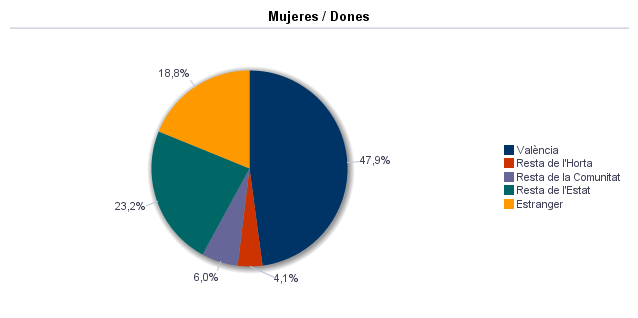 Mujeres / Dones
18,8%
47,9%
23,2%
6,0%
4,1%
València
Resta de l'Horta
Resta de la Comunitat
Resta de l'Estat
Estranger